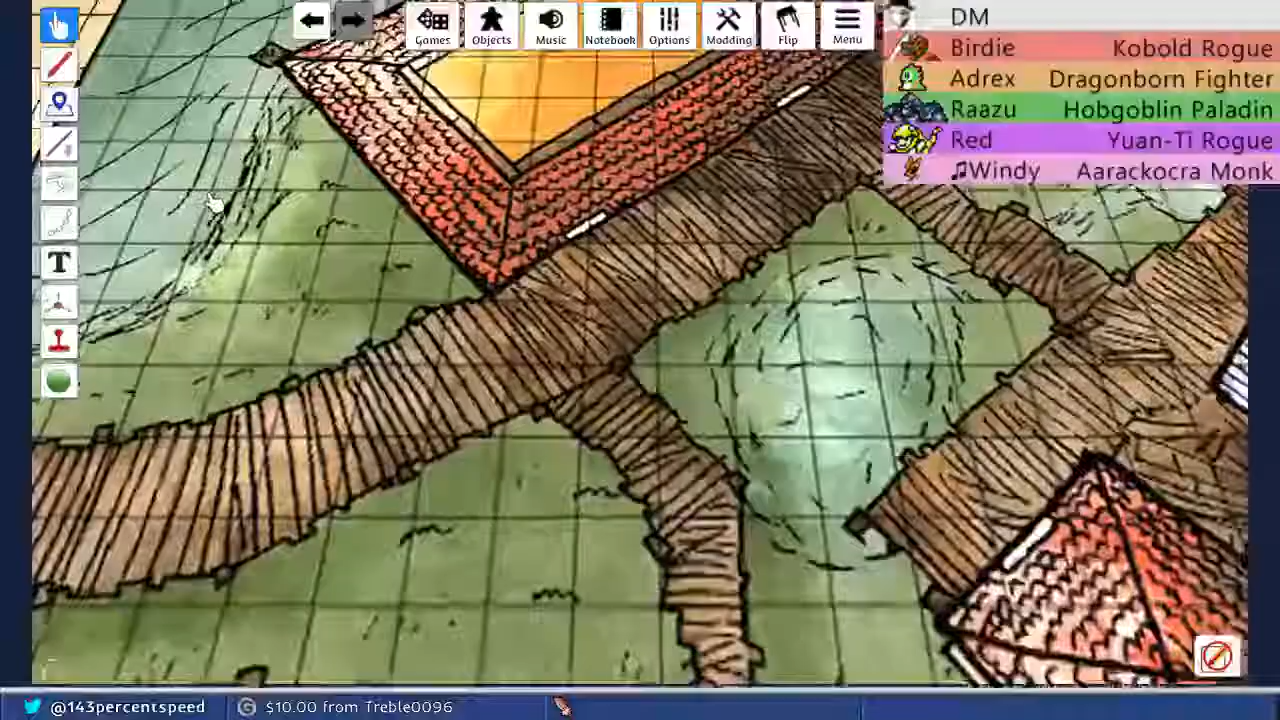 Games Objects Music Notebook Options Modding Flip Menu
DM
Birdie Kobold Rogue
Adrex Dragonborn Fighter
Raazu Hobgoblin Paladin
Red Yuan-Ti Rogue
♫Windy Aarackocra Monk
T
@143percentspeed $10.00 from Treble0096